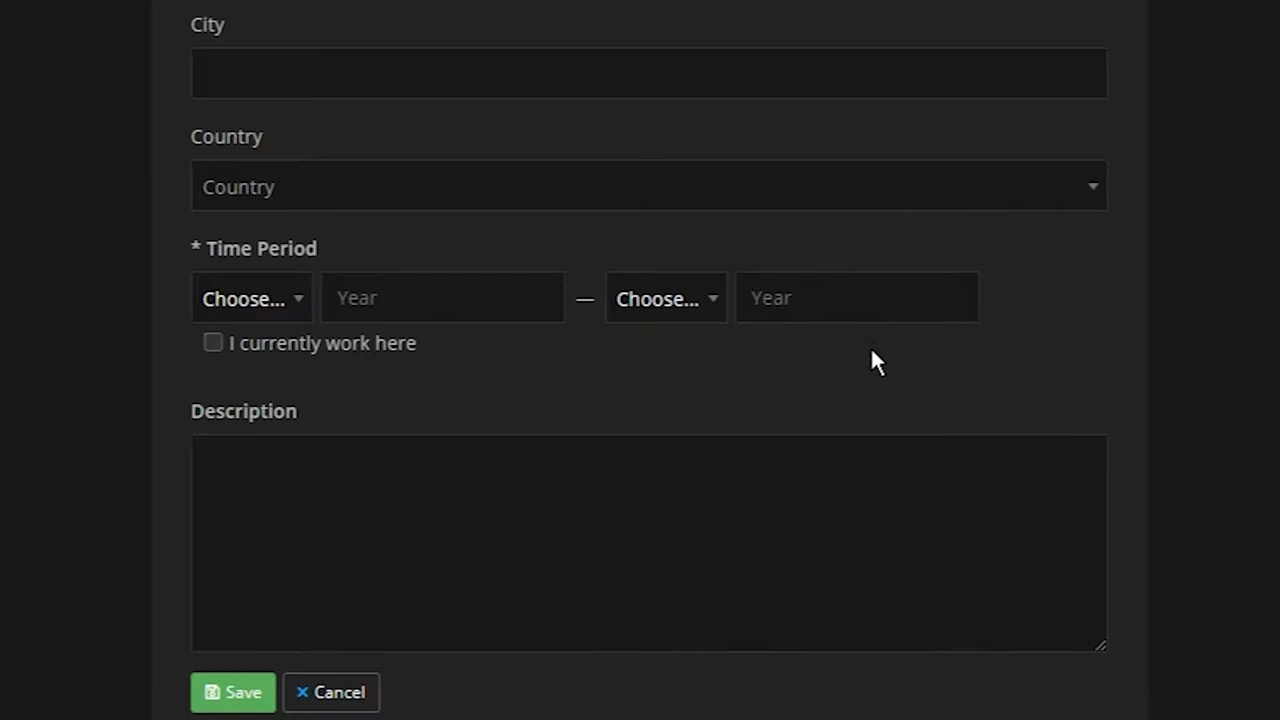 City
Country
Country
* Time Period
Choose... Year — Choose... Year
I currently work here
Description
Save Cancel